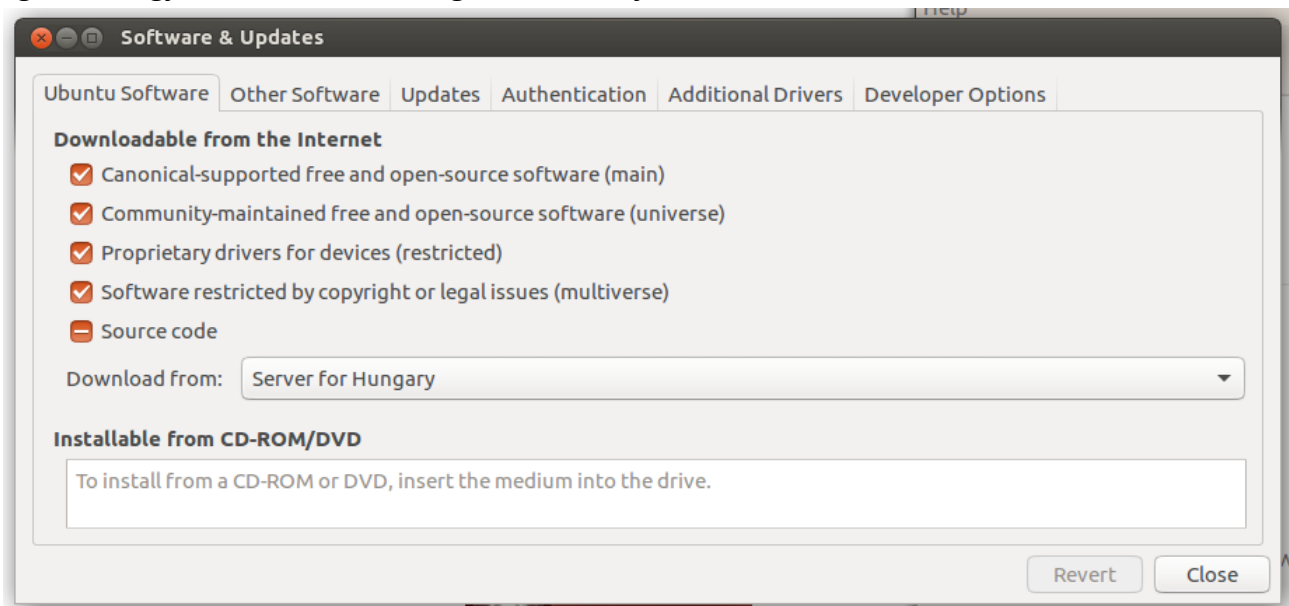 Help
Software & Updates
Ubuntu Software Other Software Updates Authentication Additional Drivers Developer Options
Downloadable from the Internet
Canonical-supported free and open-source software (main)
Community-maintained free and open-source software (universe)
Proprietary drivers for devices (restricted)
Software restricted by copyright or legal issues (multiverse)
Source code
Download from: Server for Hungary
Installable from CD-ROM/DVD
To install from a CD-ROM or DVD, insert the medium into the drive.
Revert Close